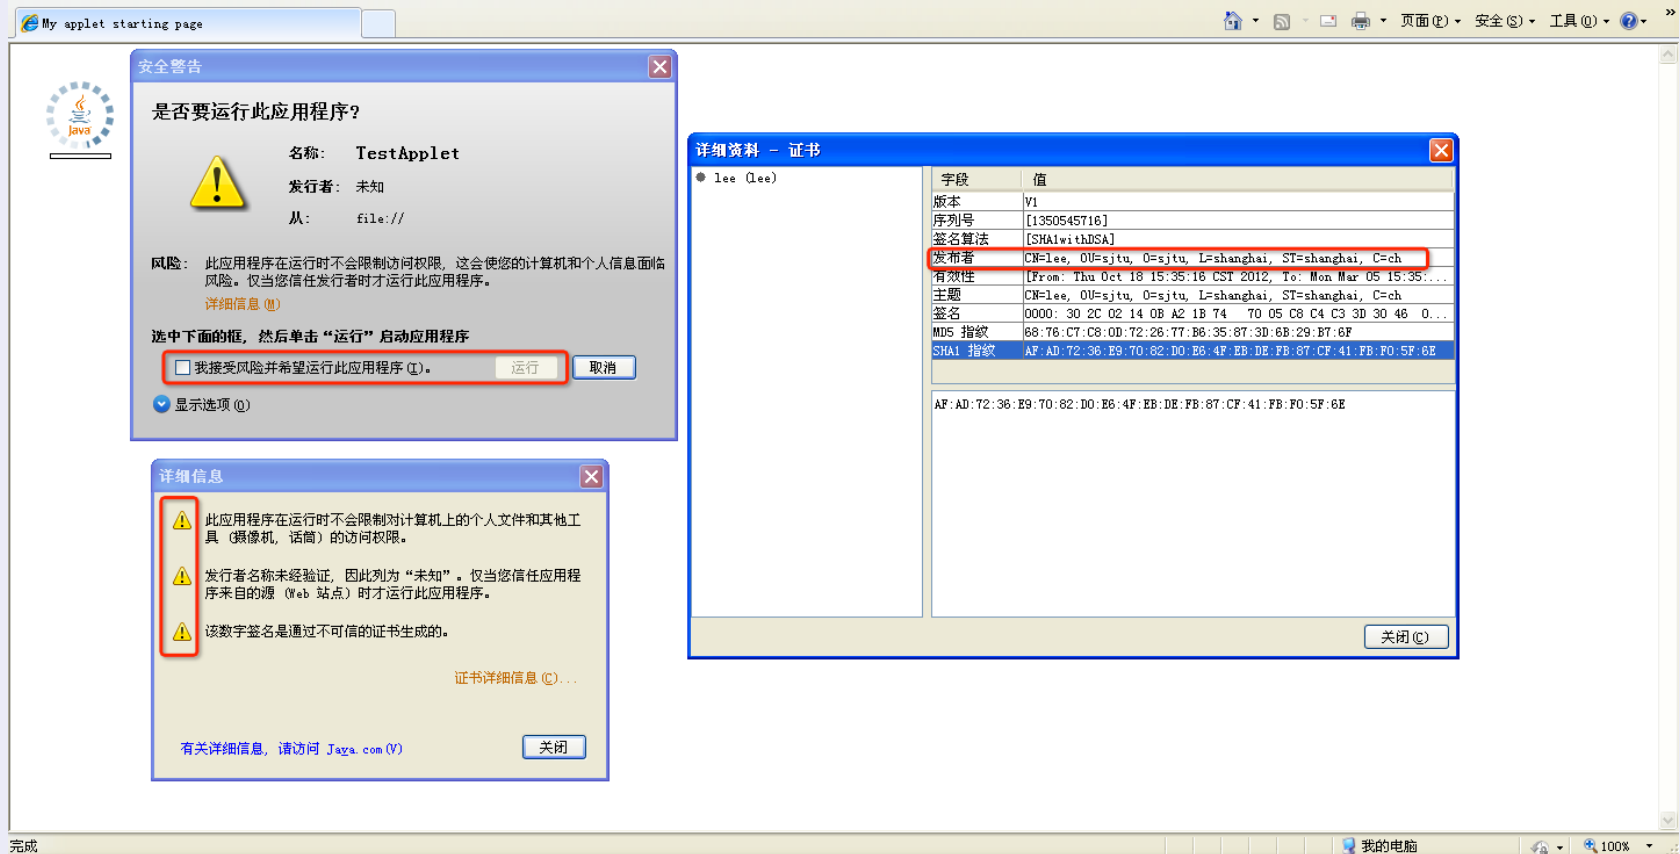 My applet starting page
页面(P)
安全(S)
工具(O)
»
安全警告
是否要运行此应用程序?
Java
名称: TestApplet
发行者: 未知
从: file://
风险: 此应用程序在运行时不会限制访问权限, 这会使您的计算机和个人信息面临
风险。仅当您信任发行者时才运行此应用程序。
详细信息(M)
选中下面的框, 然后单击“运行”启动应用程序
我接受风险并希望运行此应用程序(I)。
运行
取消
显示选项(O)
详细信息
此应用程序在运行时不会限制对计算机上的个人文件和其他工
具 (摄像机, 话筒) 的访问权限。
发行者名称未经验证, 因此列为“未知”。仅当您信任应用程
序来自的源 (Web 站点) 时才运行此应用程序。
该数字签名是通过不可信的证书生成的。
证书详细信息(C)...
有关详细信息, 请访问 Java.com(V)
关闭
详细资料 - 证书
lee (lee)
字段 值
版本 V1
序列号 [1350545716]
签名算法 [SHA1withDSA]
发布者 CN=lee, OU=sjtu, O=sjtu, L=shanghai, ST=shanghai, C=ch
有效性 [From: Thu Oct 18 15:35:16 CST 2012, To: Mon Mar 05 15:35:...
主题 CN=lee, OU=sjtu, O=sjtu, L=shanghai, ST=shanghai, C=ch
签名 0000: 30 2C 02 14 0B A2 1B 74 70 05 C8 C4 C3 3D 30 46 0...
MD5 指纹 68:76:C7:C8:0D:72:26:77:B6:35:87:3D:6B:29:B7:6F
SHA1 指纹 AF:AD:72:36:E9:70:82:D0:E6:4F:EB:DE:FB:87:CF:41:FB:F0:5F:6E
AF:AD:72:36:E9:70:82:D0:E6:4F:EB:DE:FB:87:CF:41:FB:F0:5F:6E
关闭(C)
完成
我的电脑
100%